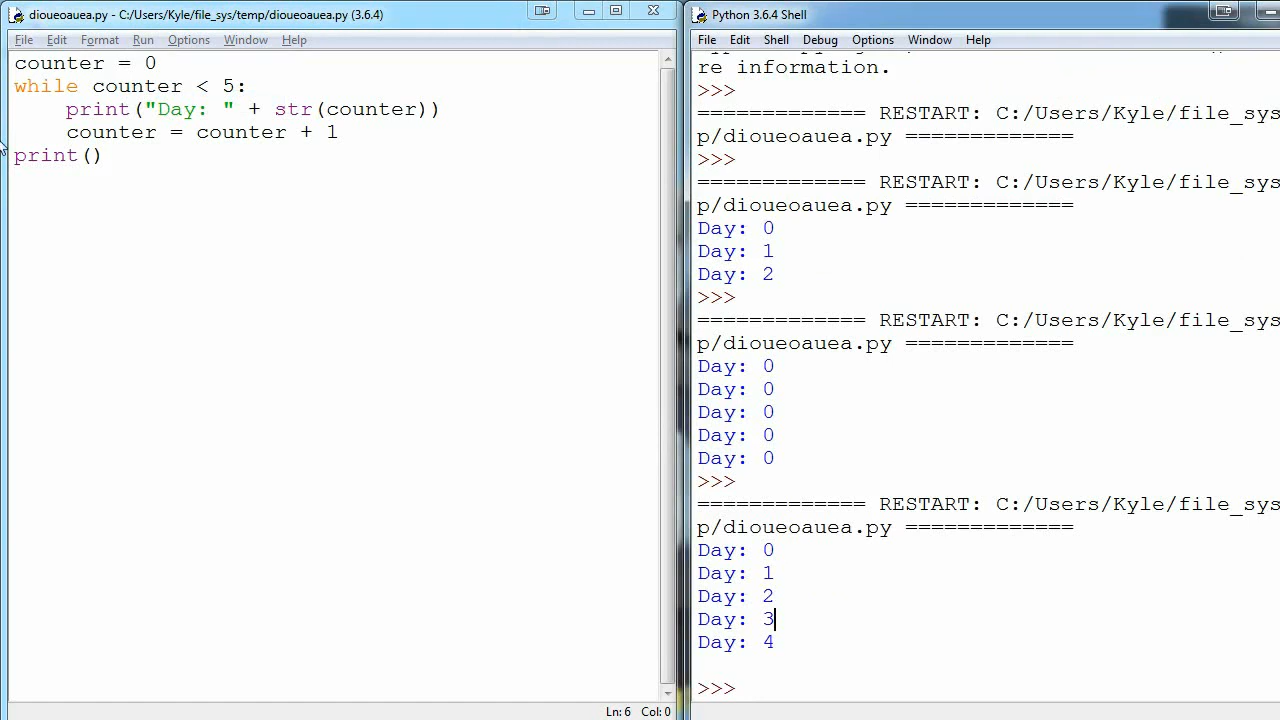 dioueoauea.py - C:/Users/Kyle/file_sys/temp/dioueoauea.py (3.6.4)
File Edit Format Run Options Window Help
counter = 0
while counter < 5:
    print("Day: " + str(counter))
    counter = counter + 1
print()
Ln: 6 Col: 0
Python 3.6.4 Shell
File Edit Shell Debug Options Window Help
re information.
>>>
============= RESTART: C:/Users/Kyle/file_sys
p/dioueoauea.py =============
>>>
============= RESTART: C:/Users/Kyle/file_sys
p/dioueoauea.py =============
Day: 0
Day: 1
Day: 2
>>>
============= RESTART: C:/Users/Kyle/file_sys
p/dioueoauea.py =============
Day: 0
Day: 0
Day: 0
Day: 0
Day: 0
>>>
============= RESTART: C:/Users/Kyle/file_sys
p/dioueoauea.py =============
Day: 0
Day: 1
Day: 2
Day: 3
Day: 4
>>>